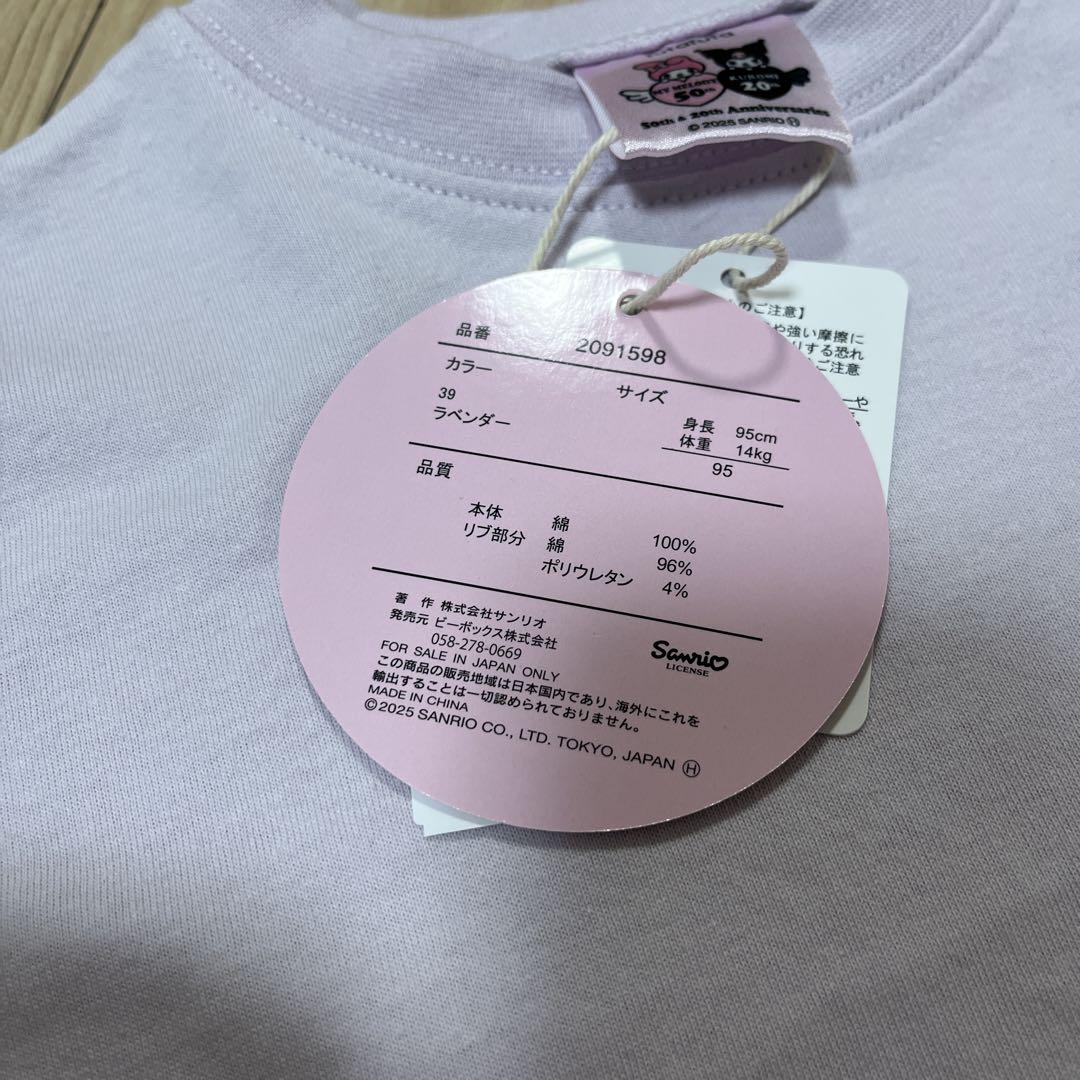 MY MELODY
50th
KUROMI
20th
50th & 20th Anniversaries
© 2025 SANRIO Ⓗ
のご注意】
や強い摩擦に
りする恐れ
ご注意
ーや
品番 2091598
カラー サイズ
39
ラベンダー
身長 95cm
体重 14kg
95
品質
本体 綿 100%
リブ部分 綿 96%
ポリウレタン 4%
著 作 株式会社サンリオ
発売元 ビーボックス株式会社
058-278-0669
Sanrio
LICENSE
FOR SALE IN JAPAN ONLY
この商品の販売地域は日本国内であり、海外にこれを
輸出することは一切認められておりません。
MADE IN CHINA
©2025 SANRIO CO., LTD. TOKYO, JAPAN Ⓗ